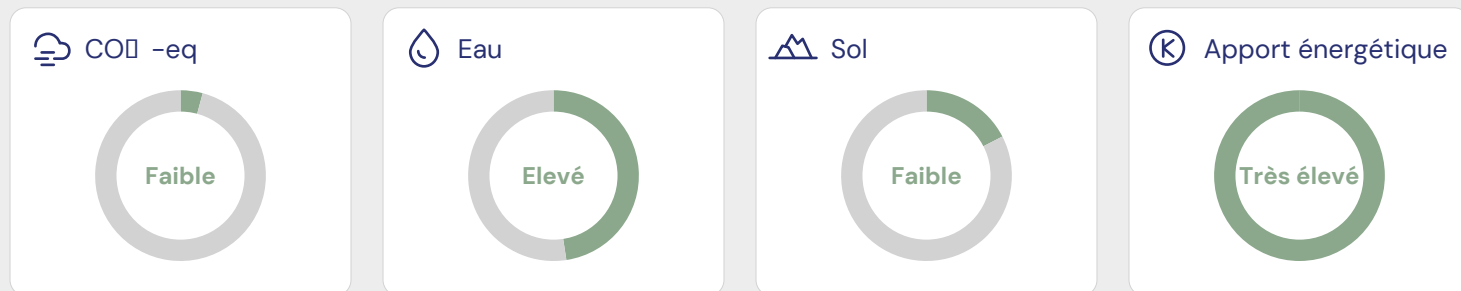 CO▯ -eq
Faible
Eau
Elevé
Sol
Faible
Apport énergétique
Très élevé